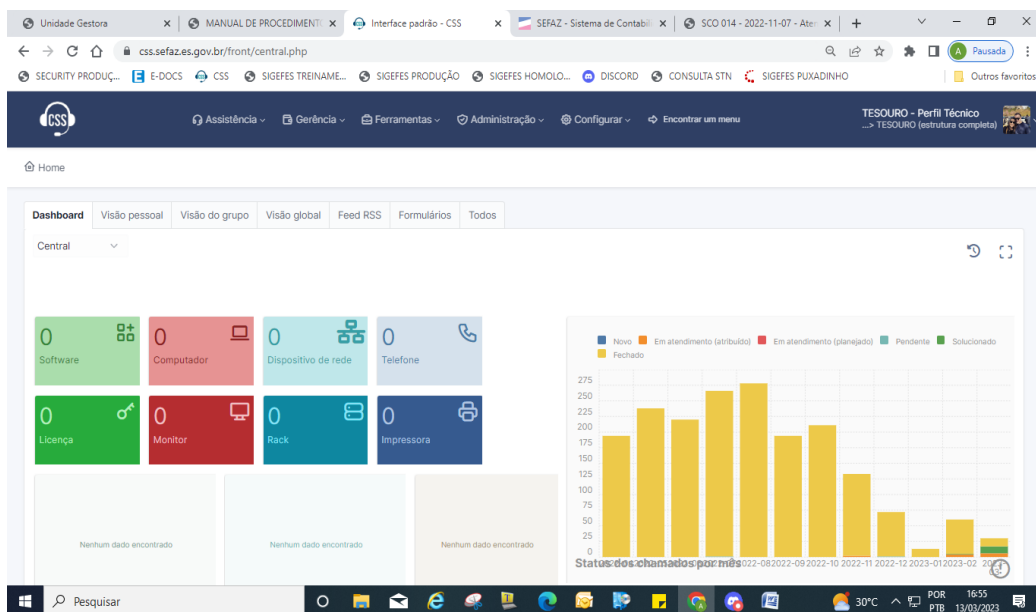 Unidade Gestora
MANUAL DE PROCEDIMENT
Interface padrão - CSS
SEFAZ - Sistema de Contabil
SCO 014 - 2022-11-07 - Ater
css.sefaz.es.gov.br/front/central.php
A Pausada
SECURITY PRODUÇ...
E-DOCS
CSS
SIGEFES TREINAME...
SIGEFES PRODUÇÃO
SIGEFES HOMOLO...
DISCORD
CONSULTA STN
SIGEFES PUXADINHO
Outros favoritos
CSS
Assistência
Gerência
Ferramentas
Administração
Configurar
Encontrar um menu
TESOURO - Perfil Técnico
...> TESOURO (estrutura completa)
Home
Dashboard
Visão pessoal
Visão do grupo
Visão global
Feed RSS
Formulários
Todos
Central
0
Software
0
Computador
0
Dispositivo de rede
0
Telefone
0
Licença
0
Monitor
0
Rack
0
Impressora
Nenhum dado encontrado
Nenhum dado encontrado
Nenhum dado encontrado
Novo
Em atendimento (atribuído)
Em atendimento (planejado)
Pendente
Solucionado
Fechado
275
250
225
200
175
150
125
100
75
50
25
0
Status dos chamados por mês
2022-09
2022-10
2022-11
2022-12
2023-01
2023-02
Pesquisar
30°C
POR
PTB
16:55
13/03/2023